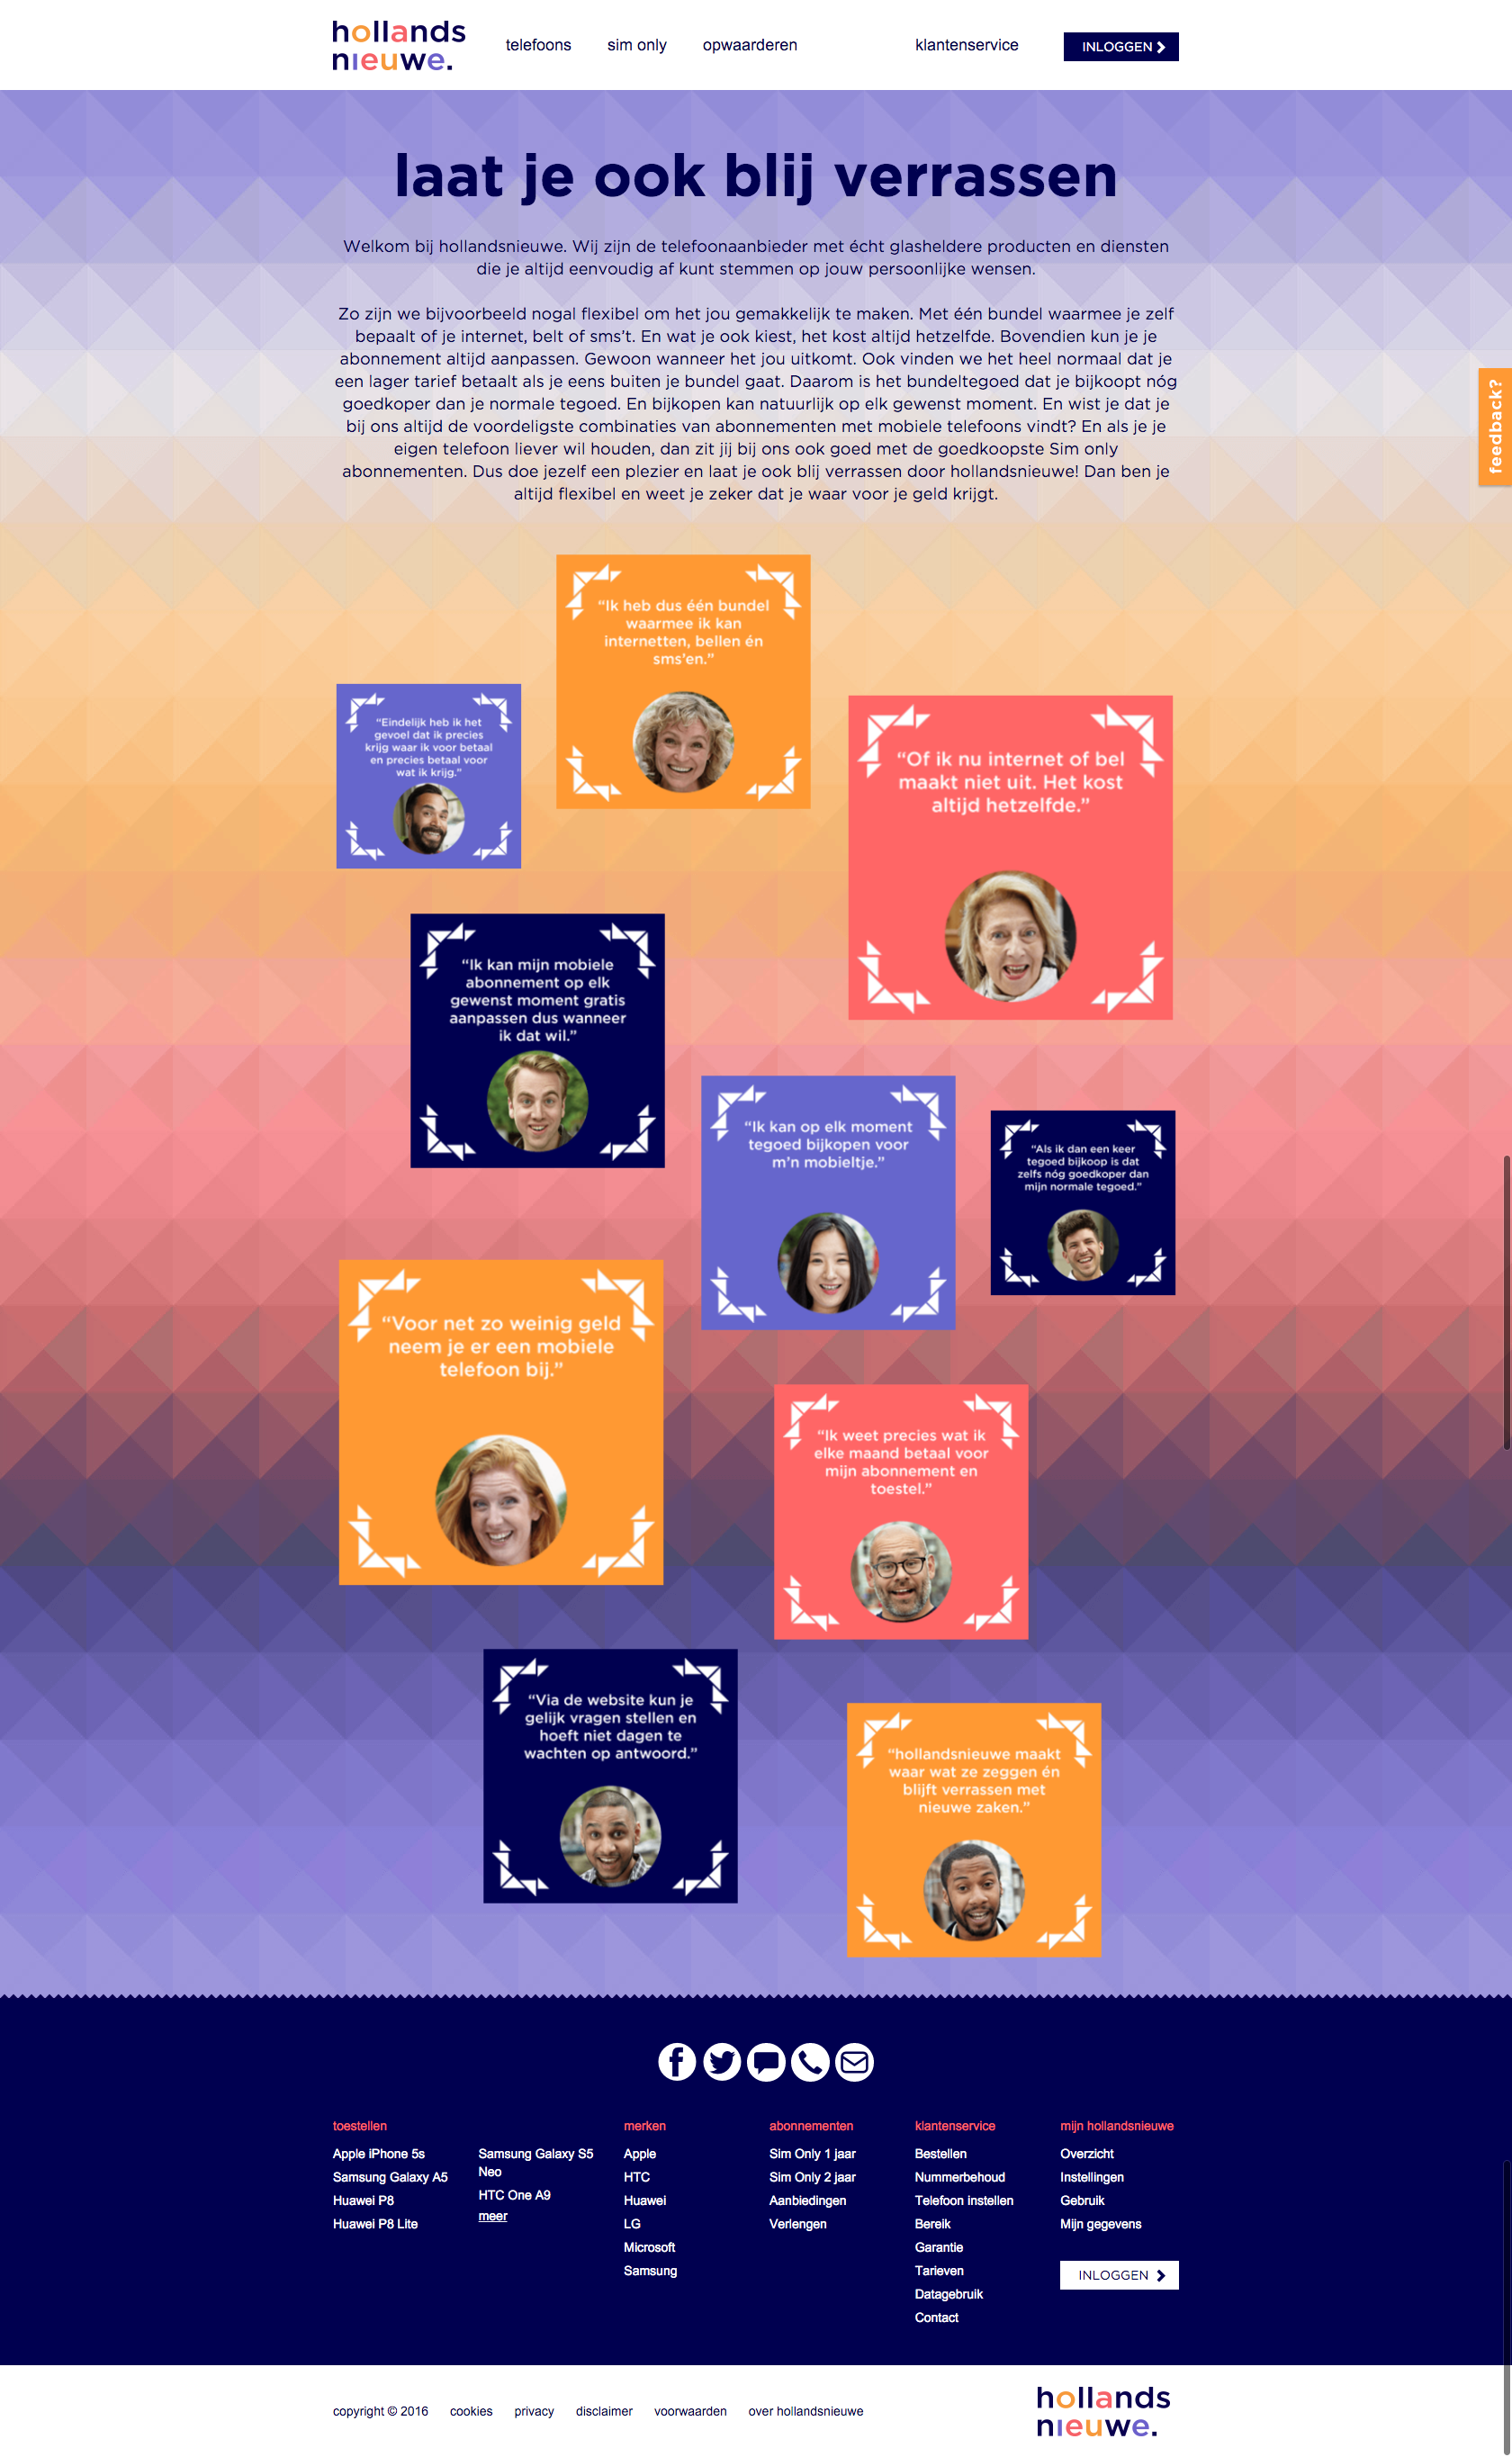 hollands
nieuwe.
telefoons
sim only
opwaarderen
klantenservice
INLOGGEN
laat je ook blij verrassen
Welkom bij hollandsnieuwe. Wij zijn de telefoonaanbieder met écht glasheldere producten en diensten
die je altijd eenvoudig af kunt stemmen op jouw persoonlijke wensen.
Zo zijn we bijvoorbeeld nogal flexibel om het jou gemakkelijk te maken. Met één bundel waarmee je zelf
bepaalt of je internet, belt of sms't. En wat je ook kiest, het kost altijd hetzelfde. Bovendien kun je je
abonnement altijd aanpassen. Gewoon wanneer het jou uitkomt. Ook vinden we het heel normaal dat je
een lager tarief betaalt als je eens buiten je bundel gaat. Daarom is het bundeltegoed dat je bijkoopt nóg
goedkoper dan je normale tegoed. En bijkopen kan natuurlijk op elk gewenst moment. En wist je dat je
bij ons altijd de voordeligste combinaties van abonnementen met mobiele telefoons vindt? En als je je
eigen telefoon liever wil houden, dan zit jij bij ons ook goed met de goedkoopste Sim only
abonnementen. Dus doe jezelf een plezier en laat je ook blij verrassen door hollandsnieuwe! Dan ben je
altijd flexibel en weet je zeker dat je waar voor je geld krijgt.
feedback?
“Ik heb dus één bundel
waarmee ik kan
internetten, bellen én
sms'en.”
“Eindelijk heb ik het
gevoel dat ik precies
krijg waar ik voor betaal
en precies betaal voor
wat ik krijg.”
“Of ik nu internet of bel
maakt niet uit. Het kost
altijd hetzelfde.”
“Ik kan mijn mobiele
abonnement op elk
gewenst moment gratis
aanpassen dus wanneer
ik dat wil.”
“Ik kan op elk moment
tegoed bijkopen voor
m'n mobieltje.”
“Als ik dan een keer
tegoed bijkoop is dat
zelfs nóg goedkoper dan
mijn normale tegoed.”
“Voor net zo weinig geld
neem je er een mobiele
telefoon bij.”
“Ik weet precies wat ik
elke maand betaal voor
mijn abonnement en
toestel.”
“Via de website kun je
gelijk vragen stellen en
hoeft niet dagen te
wachten op antwoord.”
“hollandsnieuwe maakt
waar wat ze zeggen én
blijft verrassen met
nieuwe zaken.”
toestellen
Apple iPhone 5s
Samsung Galaxy A5
Huawei P8
Huawei P8 Lite
Samsung Galaxy S5
Neo
HTC One A9
meer
merken
Apple
HTC
Huawei
LG
Microsoft
Samsung
abonnementen
Sim Only 1 jaar
Sim Only 2 jaar
Aanbiedingen
Verlengen
klantenservice
Bestellen
Nummerbehoud
Telefoon instellen
Bereik
Garantie
Tarieven
Datagebruik
Contact
mijn hollandsnieuwe
Overzicht
Instellingen
Gebruik
Mijn gegevens
INLOGGEN
copyright © 2016
cookies
privacy
disclaimer
voorwaarden
over hollandsnieuwe
hollands
nieuwe.